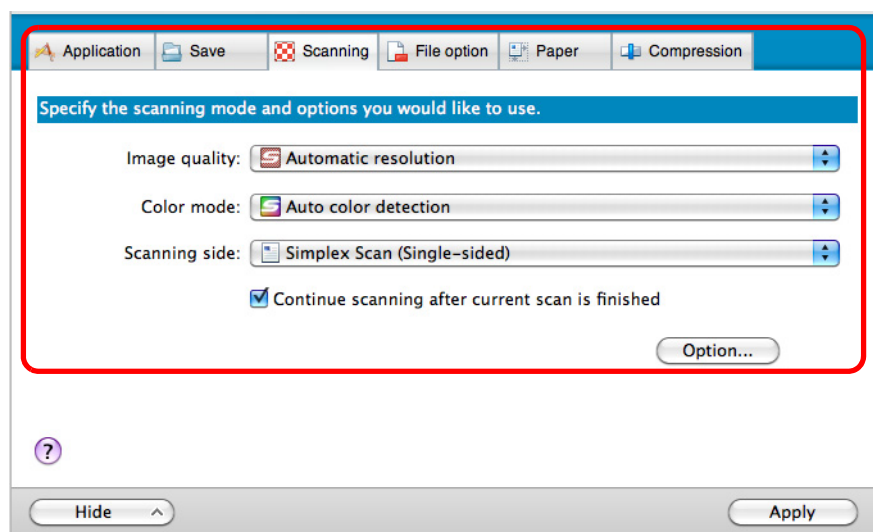 Application Save Scanning File option Paper Compression
Specify the scanning mode and options you would like to use.
Image quality: Automatic resolution
Color mode: Auto color detection
Scanning side: Simplex Scan (Single-sided)
Continue scanning after current scan is finished
Option...
?
Hide Apply